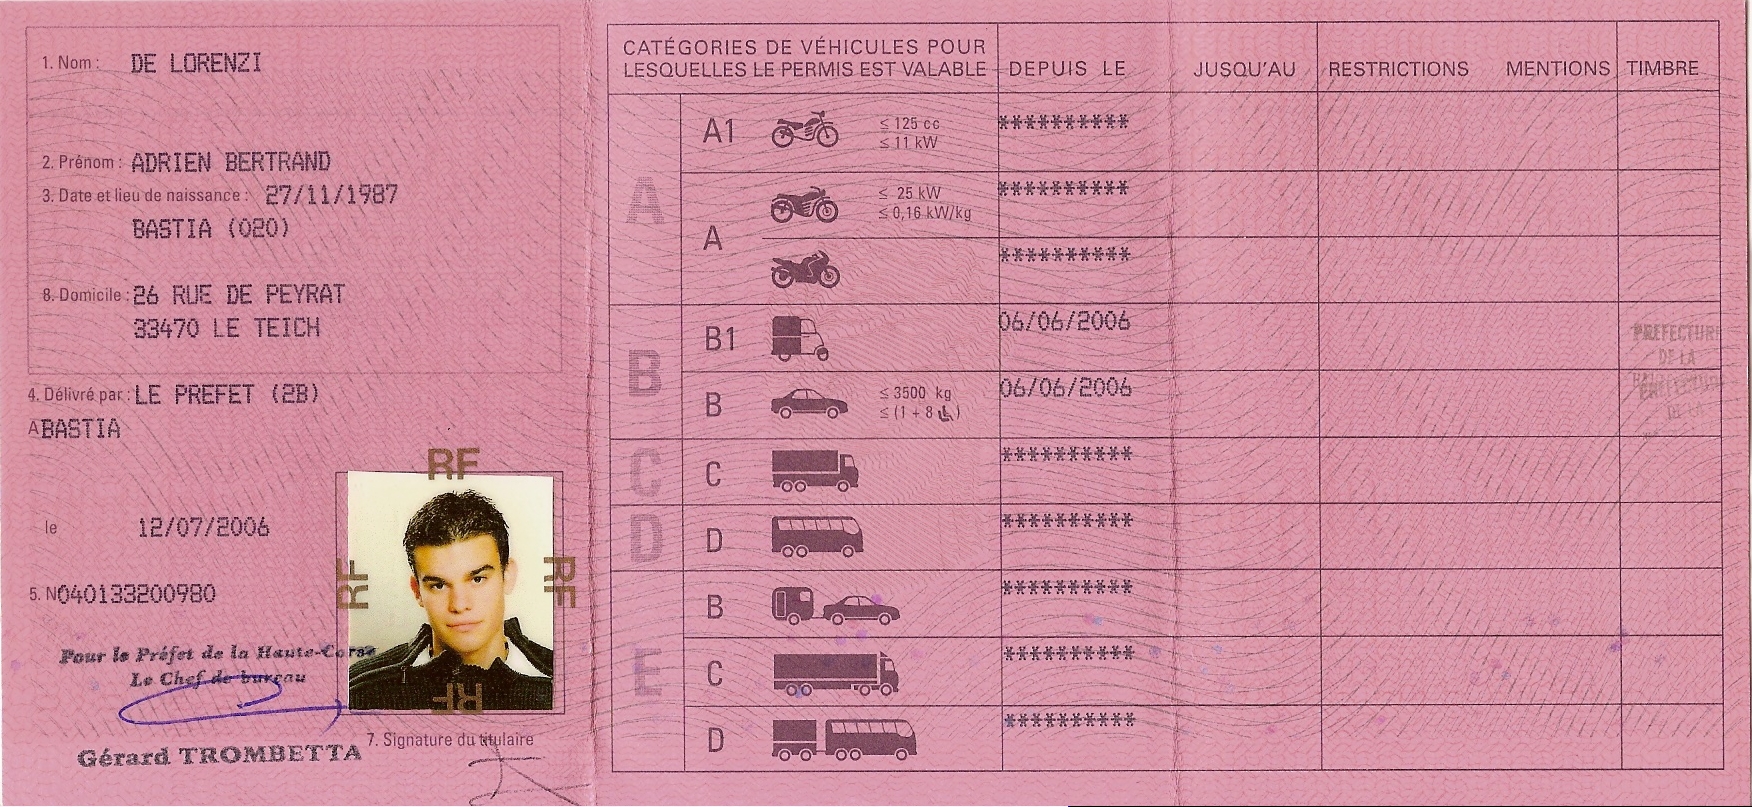 1. Nom : DE LORENZI
2. Prénom : ADRIEN BERTRAND
3. Date et lieu de naissance : 27/11/1987
BASTIA (020)
8. Domicile : 26 RUE DE PEYRAT
33470 LE TEICH
4. Délivré par : LE PREFET (2B)
A BASTIA
le 12/07/2006
5. N 040133200980
Pour le Préfet de la Haute-Corse
Le Chef de bureau
Gérard TROMBETTA
RF
RF
RF
RF
7. Signature du titulaire
CATÉGORIES DE VÉHICULES POUR
LESQUELLES LE PERMIS EST VALABLE
DEPUIS LE
JUSQU'AU
RESTRICTIONS
MENTIONS
TIMBRE
A
A1 ≤ 125 cc **********
≤ 11 kW
A ≤ 25 kW **********
≤ 0,16 kW/kg
**********
B
B1 06/06/2006
B ≤ 3500 kg 06/06/2006
≤ (1 + 8 )
C
C **********
D
D **********
E
B **********
C **********
D **********
PREFECTURE
DE LA
DE LA